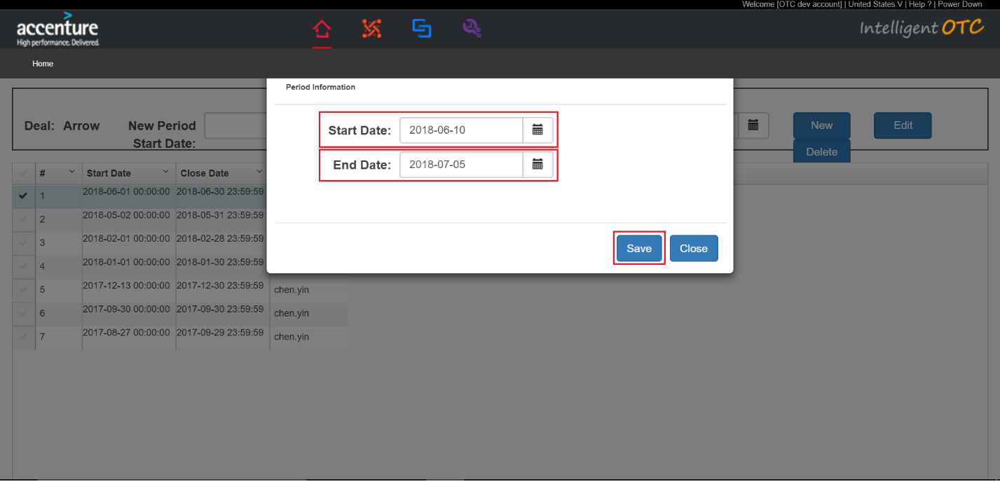 Welcome [OTC dev account] | United States V | Help ? | Power Down
accenture
High performance. Delivered.
Intelligent OTC
Home
Period Information
Deal: Arrow New Period Start Date:
New
Edit
Delete
Start Date: 2018-06-10
End Date: 2018-07-05
Save Close
# Start Date Close Date
1 2018-06-01 00:00:00 2018-06-30 23:59:59
2 2018-05-02 00:00:00 2018-05-31 23:59:59
3 2018-02-01 00:00:00 2018-02-28 23:59:59
4 2018-01-01 00:00:00 2018-01-30 23:59:59
5 2017-12-13 00:00:00 2017-12-30 23:59:59 chen.yin
6 2017-09-30 00:00:00 2017-09-30 23:59:59 chen.yin
7 2017-08-27 00:00:00 2017-09-29 23:59:59 chen.yin